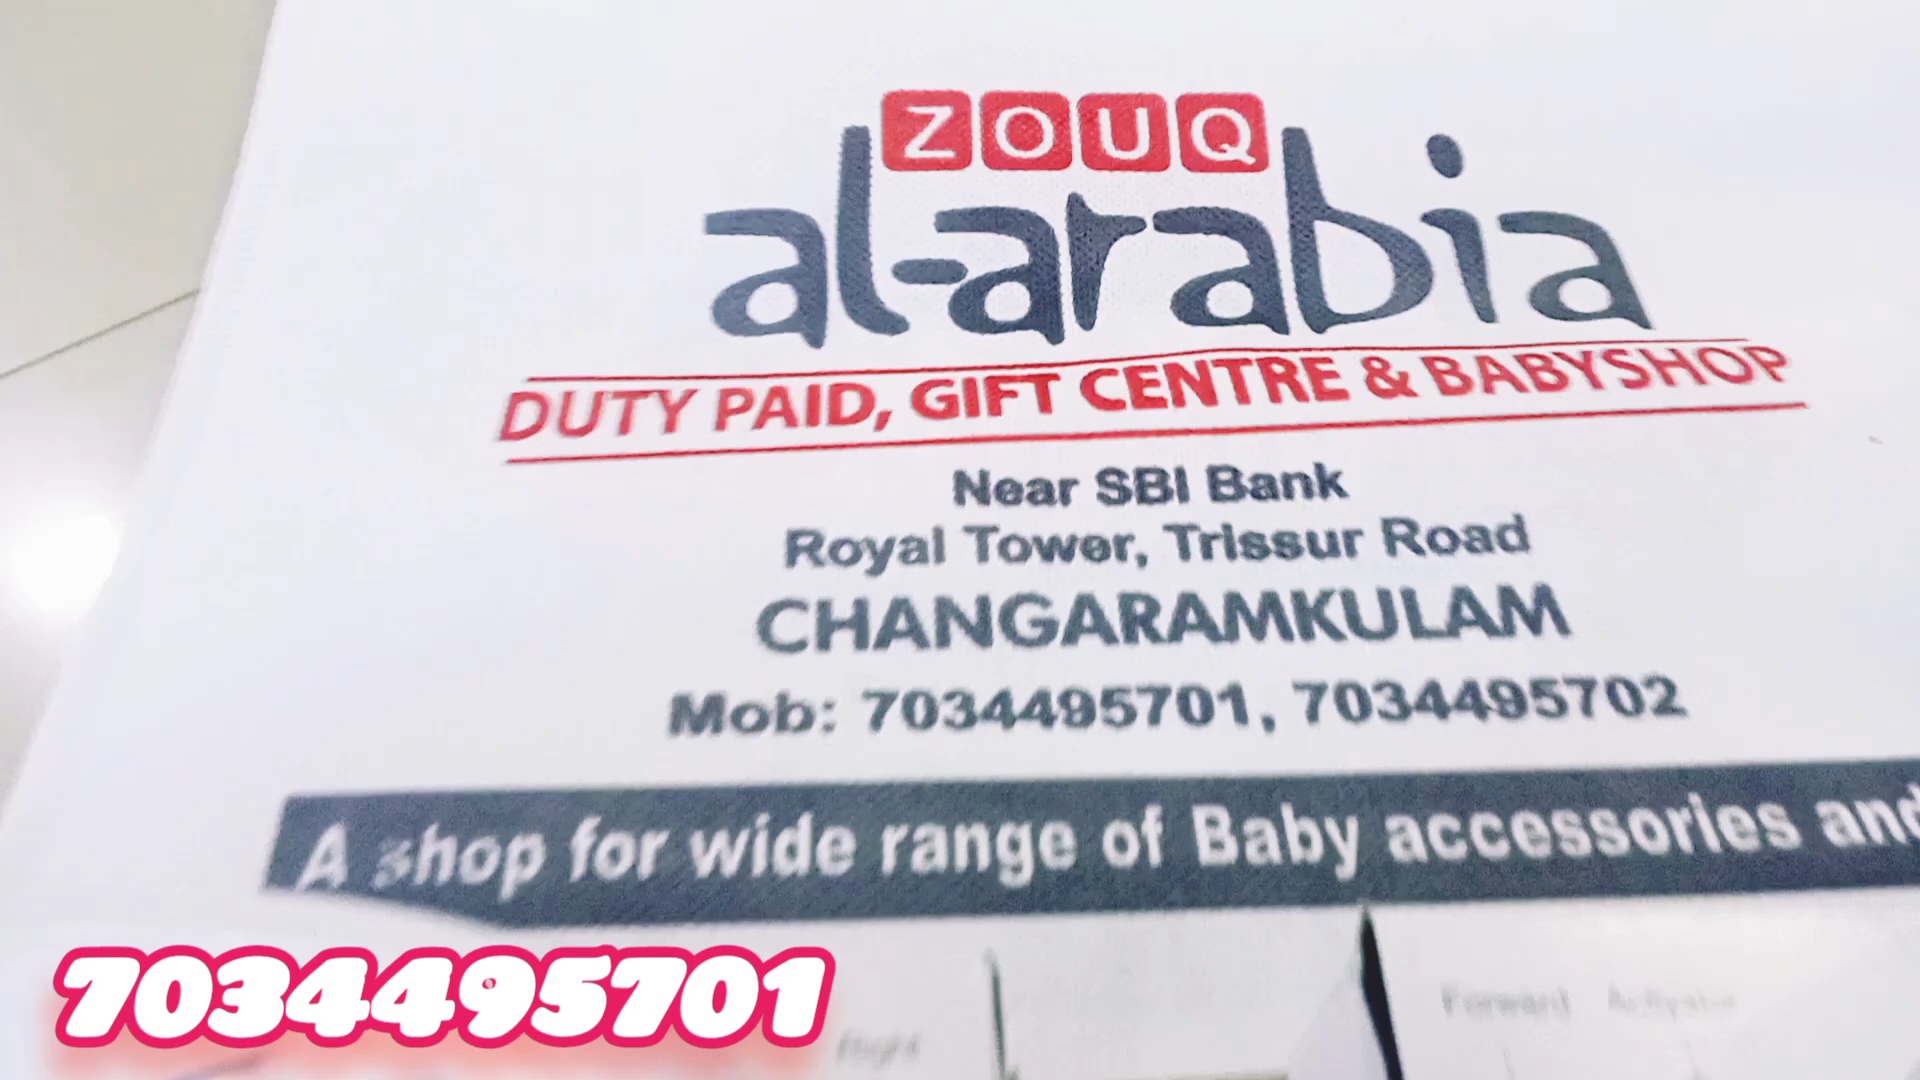 ZOUQ
al-arabia
DUTY PAID, GIFT CENTRE & BABYSHOP
Near SBI Bank
Royal Tower, Trissur Road
CHANGARAMKULAM
Mob: 7034495701, 7034495702
A shop for wide range of Baby accessories and
7034495701
Forward